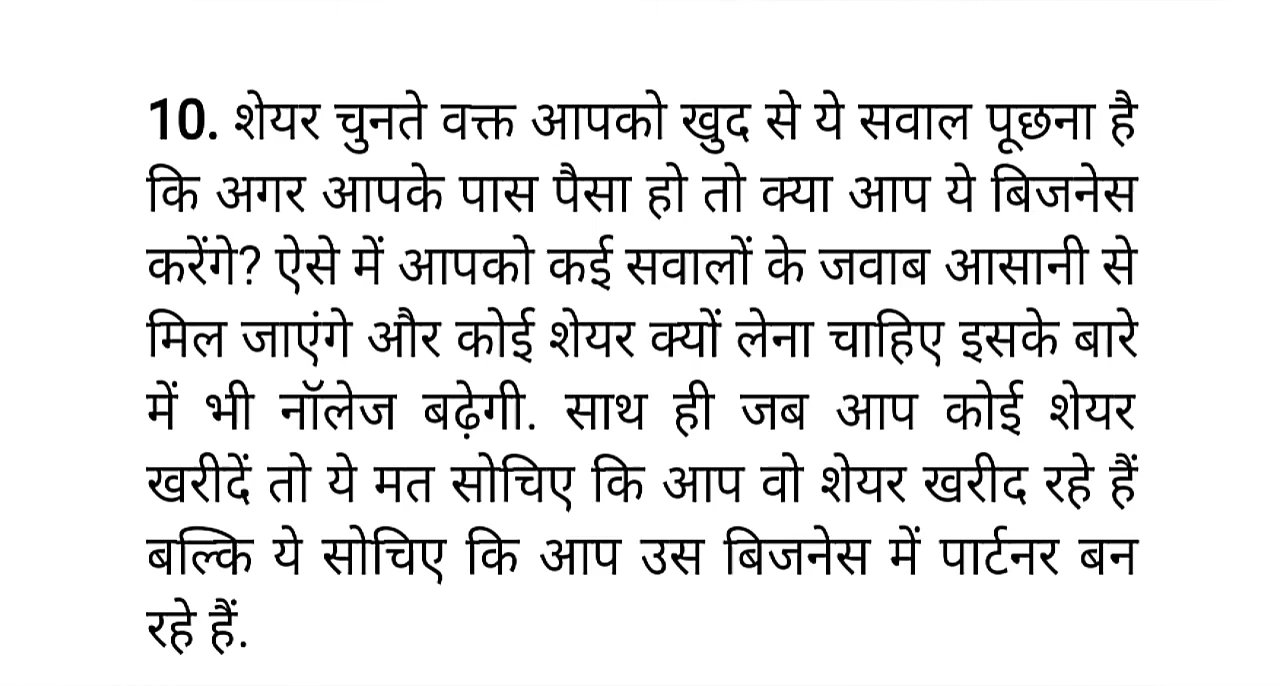 10. शेयर चुनते वक्त आपको खुद से ये सवाल पूछना है
कि अगर आपके पास पैसा हो तो क्या आप ये बिजनेस
करेंगे? ऐसे में आपको कई सवालों के जवाब आसानी से
मिल जाएंगे और कोई शेयर क्यों लेना चाहिए इसके बारे
में भी नॉलेज बढ़ेगी. साथ ही जब आप कोई शेयर
खरीदें तो ये मत सोचिए कि आप वो शेयर खरीद रहे हैं
बल्कि ये सोचिए कि आप उस बिजनेस में पार्टनर बन
रहे हैं.